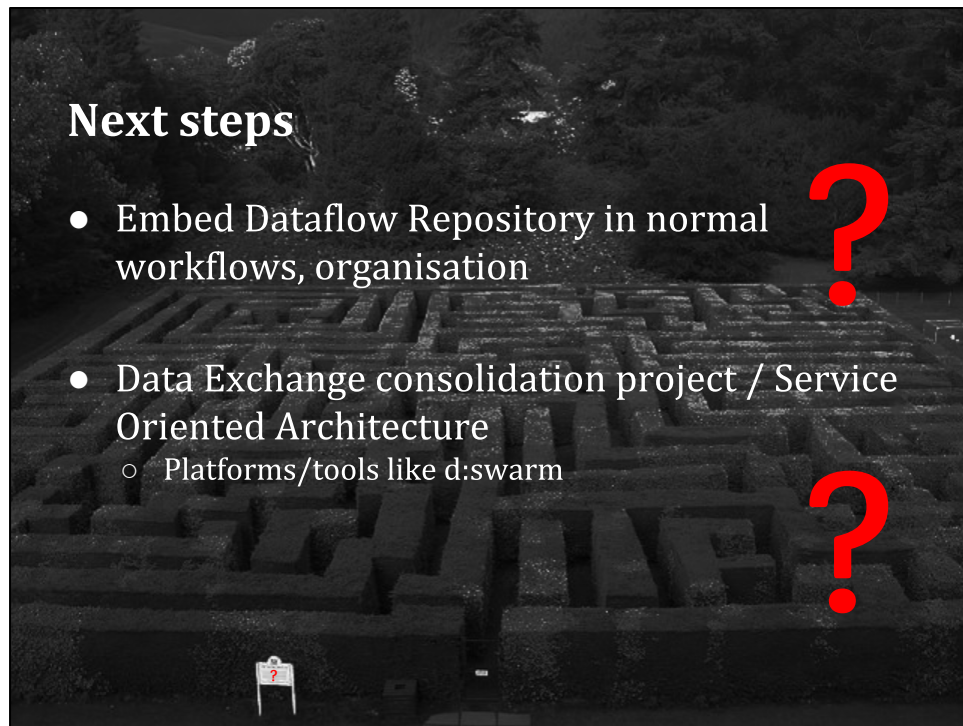 Next steps
● Embed Dataflow Repository in normal
workflows, organisation
?
● Data Exchange consolidation project / Service
Oriented Architecture
○ Platforms/tools like d:swarm
?
?